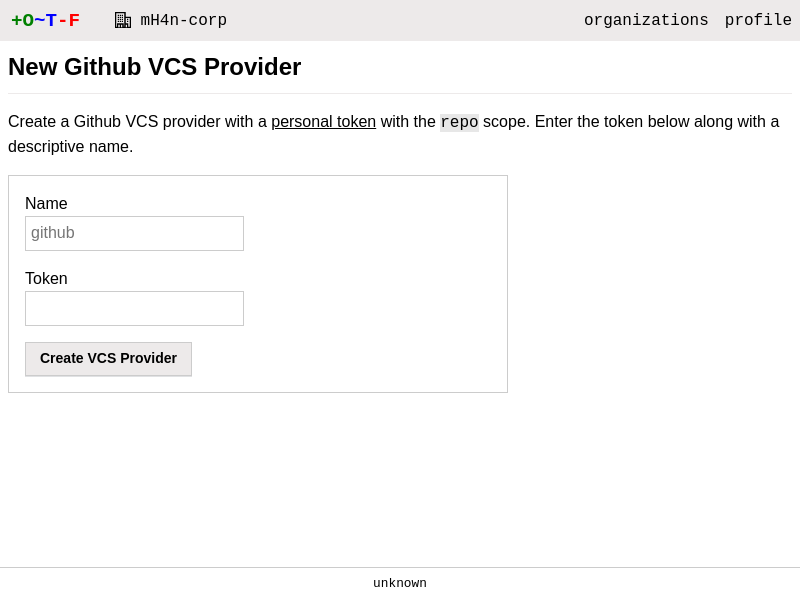 +O~T-F mH4n-corp organizations profile
New Github VCS Provider
Create a Github VCS provider with a personal token with the repo scope. Enter the token below along with a
descriptive name.
Name
github
Token
Create VCS Provider
unknown